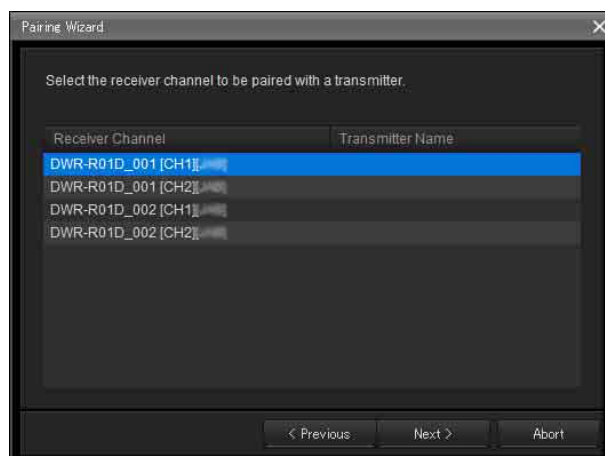 Pairing Wizard
Select the receiver channel to be paired with a transmitter.
Receiver Channel Transmitter Name
DWR-R01D_001 [CH1][
DWR-R01D_001 [CH2][
DWR-R01D_002 [CH1][
DWR-R01D_002 [CH2][
< Previous Next > Abort